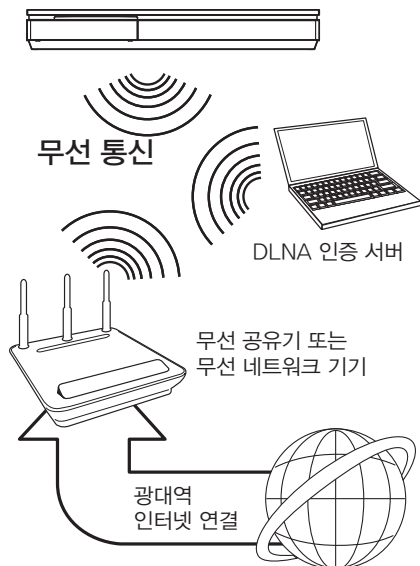 무선 통신
DLNA 인증 서버
무선 공유기 또는
무선 네트워크 기기
광대역
인터넷 연결